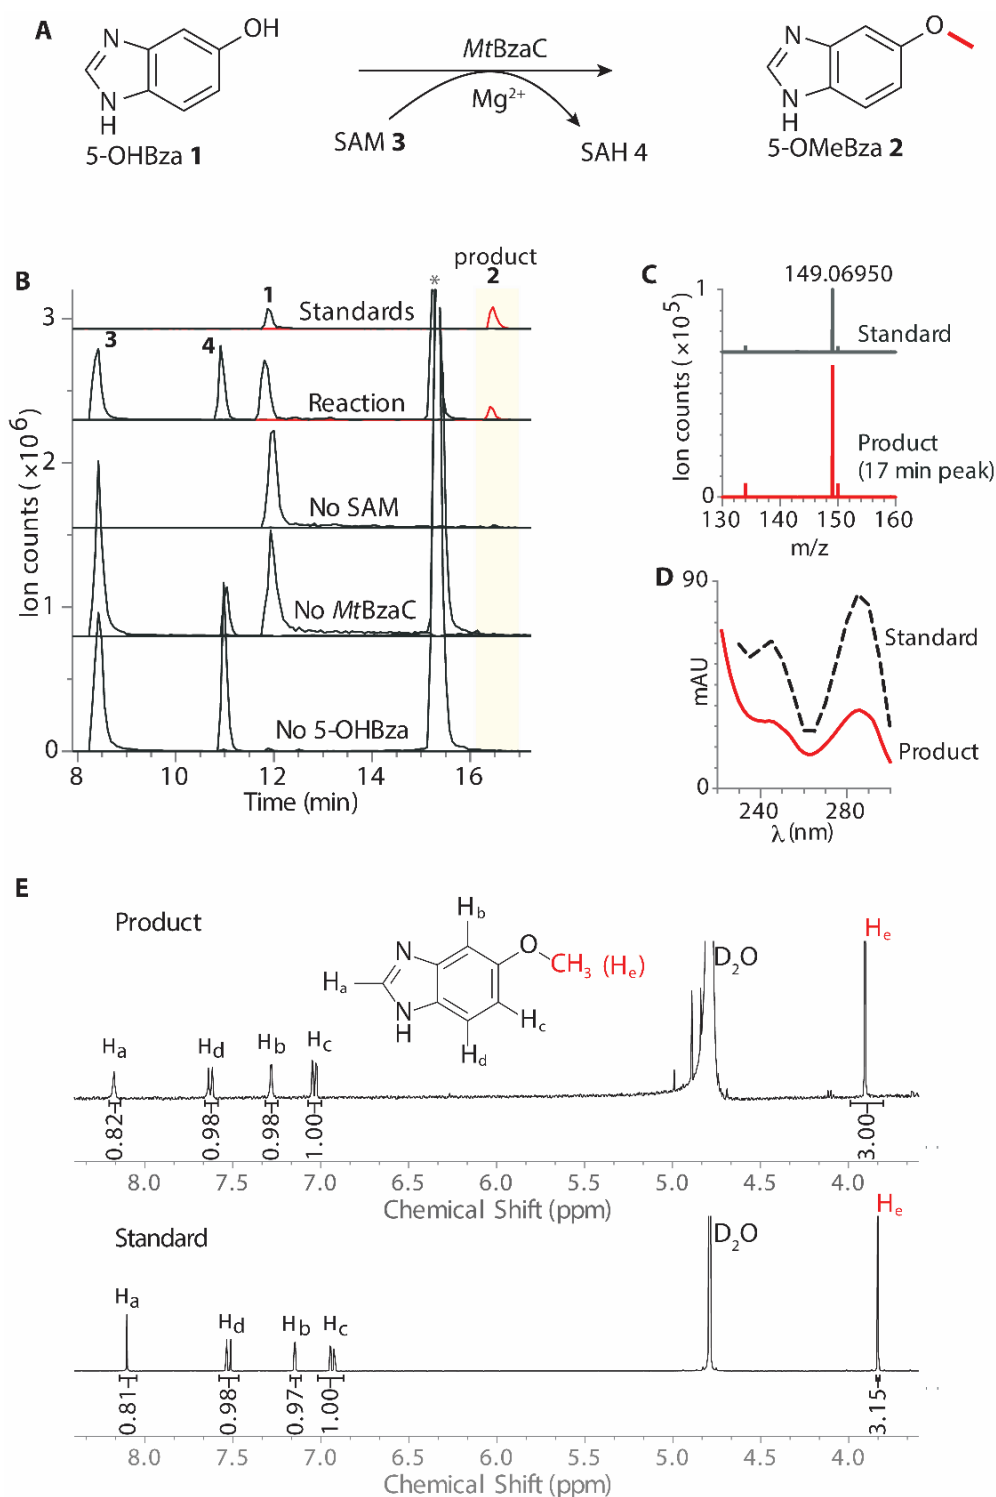 A
N
N
H
OH
5-OHBza 1
MtBzaC
Mg2+
SAM 3
SAH 4
N
N
H
O
5-OMeBza 2
B
product
1
Standards
*
2
3
4
Reaction
No SAM
No MtBzaC
No 5-OHBza
Ion counts (×10^6)
3
2
1
0
8 10 12 14 16
Time (min)
C
149.06950
1
Standard
Product
(17 min peak)
Ion counts (×10^5)
0
130 140 150 160
m/z
D
90
mAU
Standard
Product
0
240 280
λ (nm)
E
Product
Hb
N
O
CH3 (He)
Ha
N
H
Hc
Hd
D2O
He
Ha
Hd
Hb
Hc
0.82
0.98
0.98
1.00
3.00
8.0 7.5 7.0 6.5 6.0 5.5 5.0 4.5 4.0
Chemical Shift (ppm)
Standard
D2O
He
Ha
Hd
Hb
Hc
0.81
0.98
0.97
1.00
3.15
8.0 7.5 7.0 6.5 6.0 5.5 5.0 4.5 4.0
Chemical Shift (ppm)